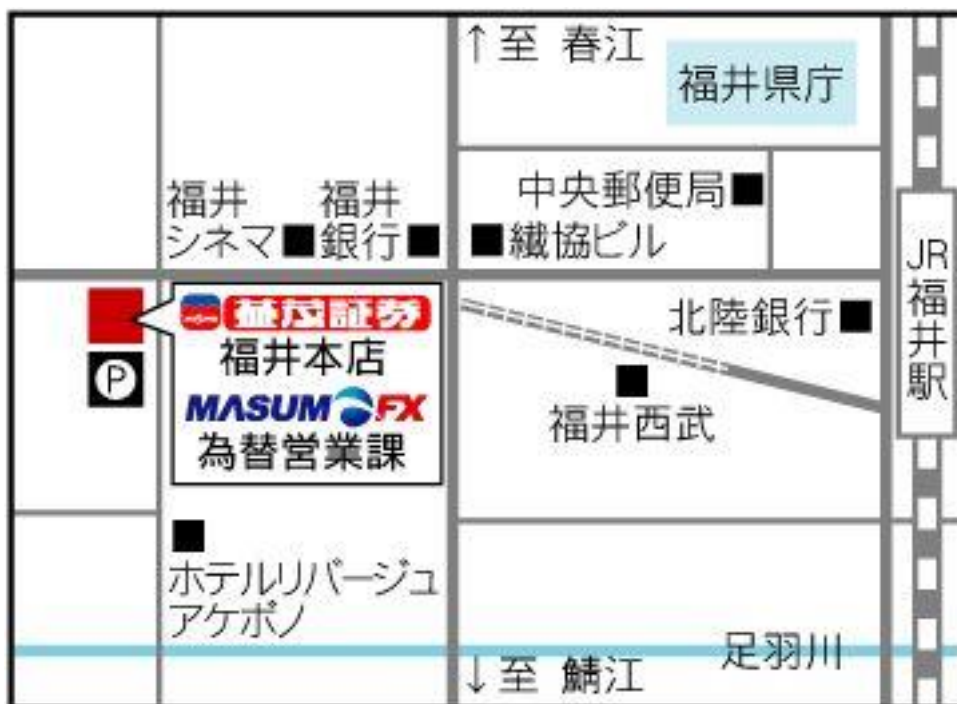 ↑至 春江
福井県庁
福井
シネマ
福井
銀行
中央郵便局
繊協ビル
JR福井駅
北陸銀行
益茂証券
福井本店
MASUMOFX
為替営業課
P
福井西武
ホテルリバージュ
アケボノ
足羽川
↓至 鯖江